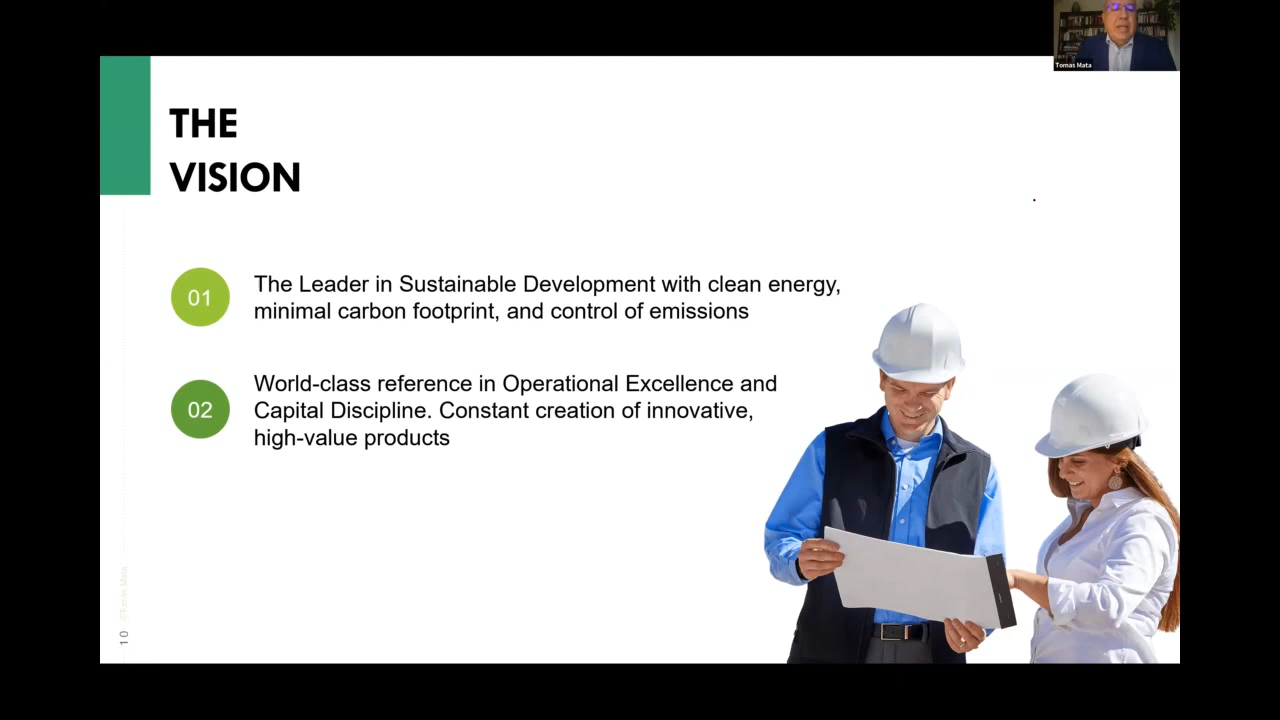 Tomas Mata
THE
VISION
01
The Leader in Sustainable Development with clean energy,
minimal carbon footprint, and control of emissions
02
World-class reference in Operational Excellence and
Capital Discipline. Constant creation of innovative,
high-value products
©Tomas Mata
10